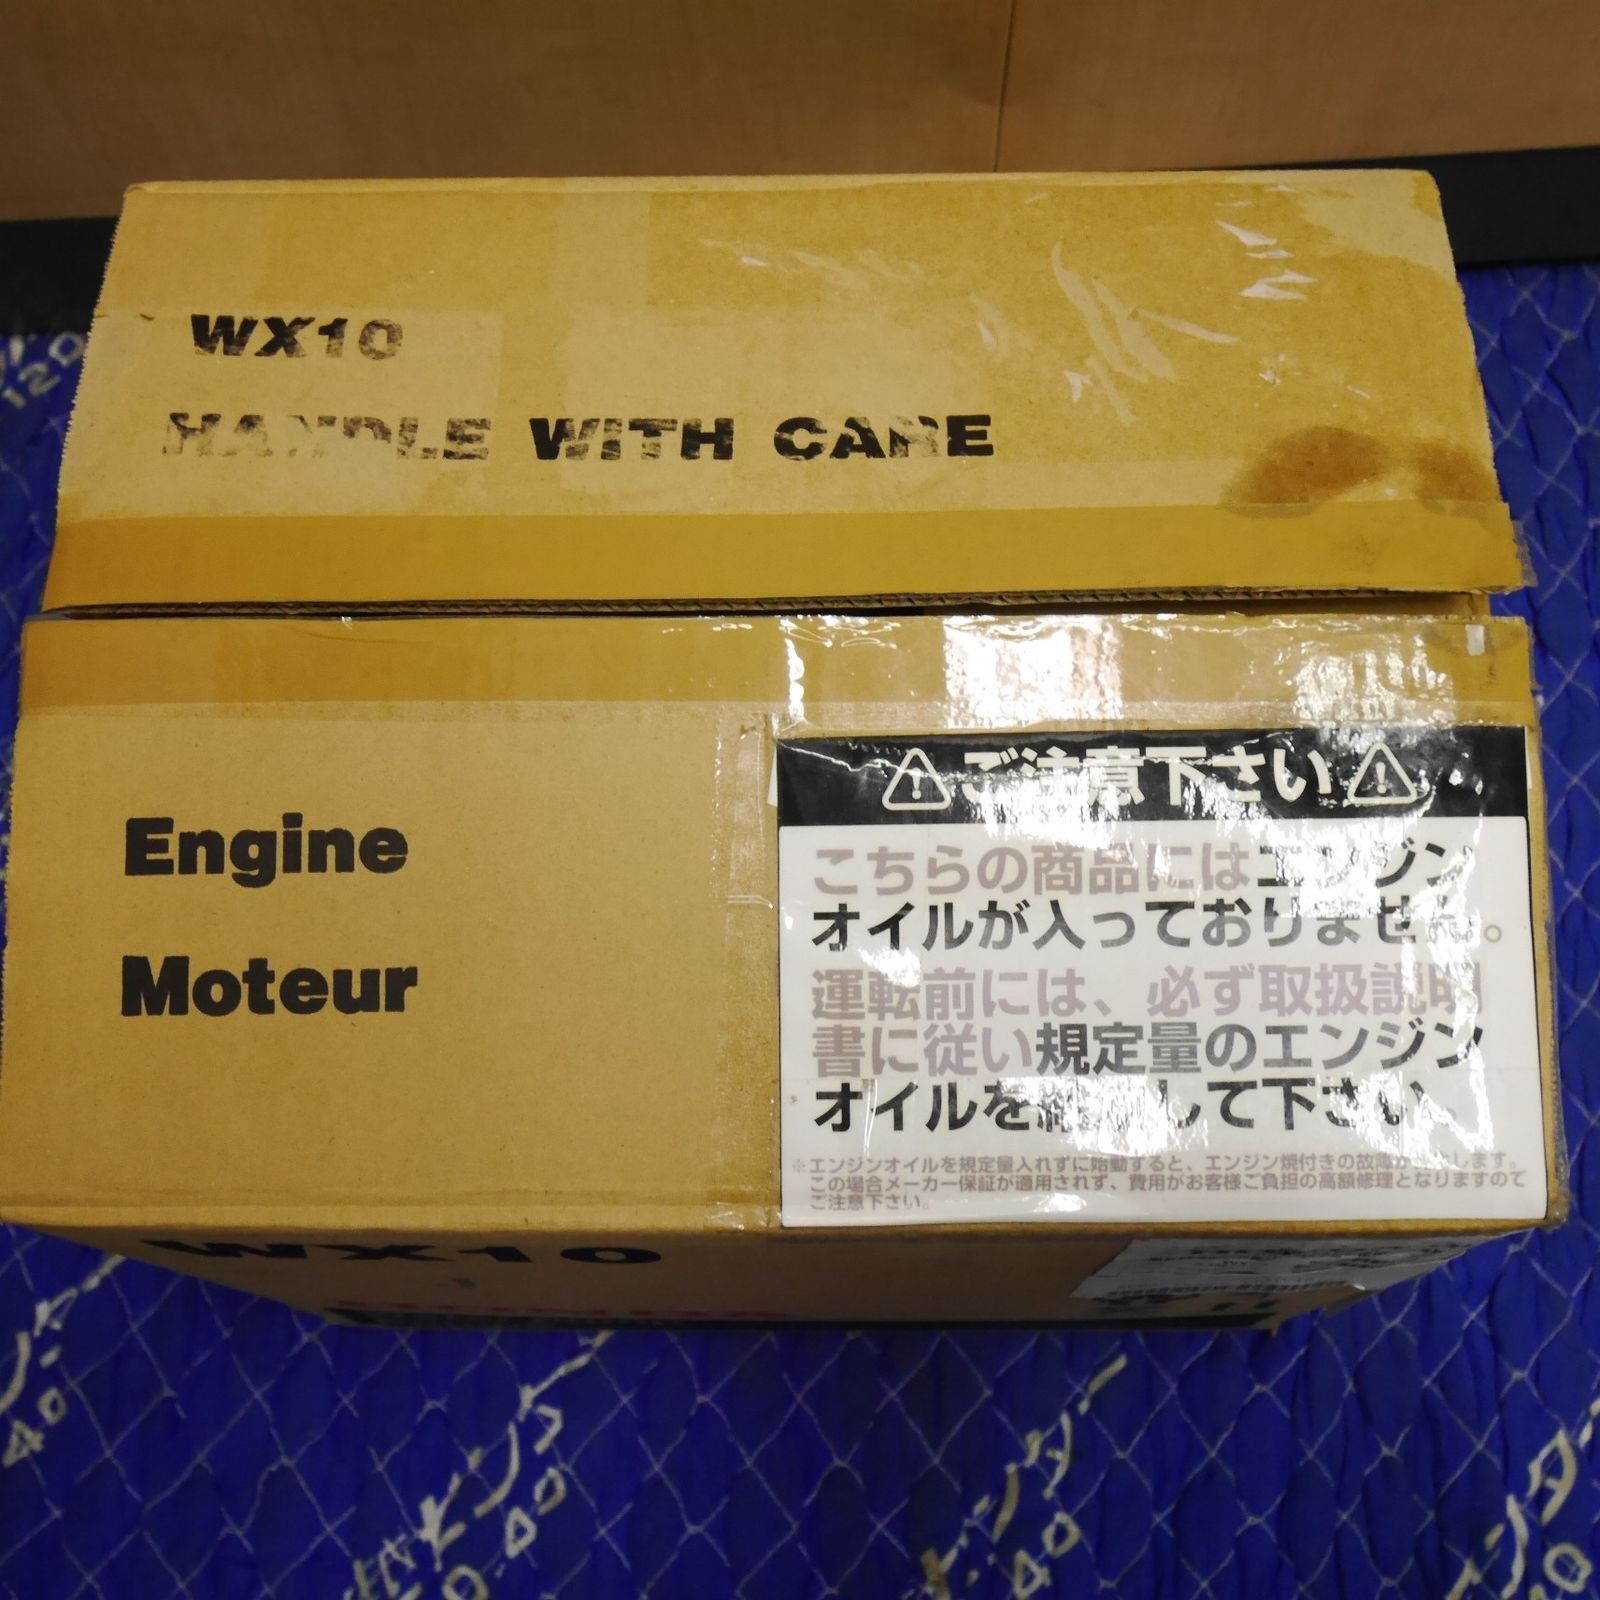 WX10
HANDLE WITH CARE
Engine
Moteur
ご注意下さい
こちらの商品にはエンジン
オイルが入っておりません。
運転前には、必ず取扱説明
書に従い規定量のエンジン
オイルを給油して下さい。
※エンジンオイルを規定量入れずに始動すると、エンジン焼付きの故障が発生します。
この場合メーカー保証が適用されず、費用がお客様ご負担の高額修理となりますので
ご注意下さい。
WX10
HONDA